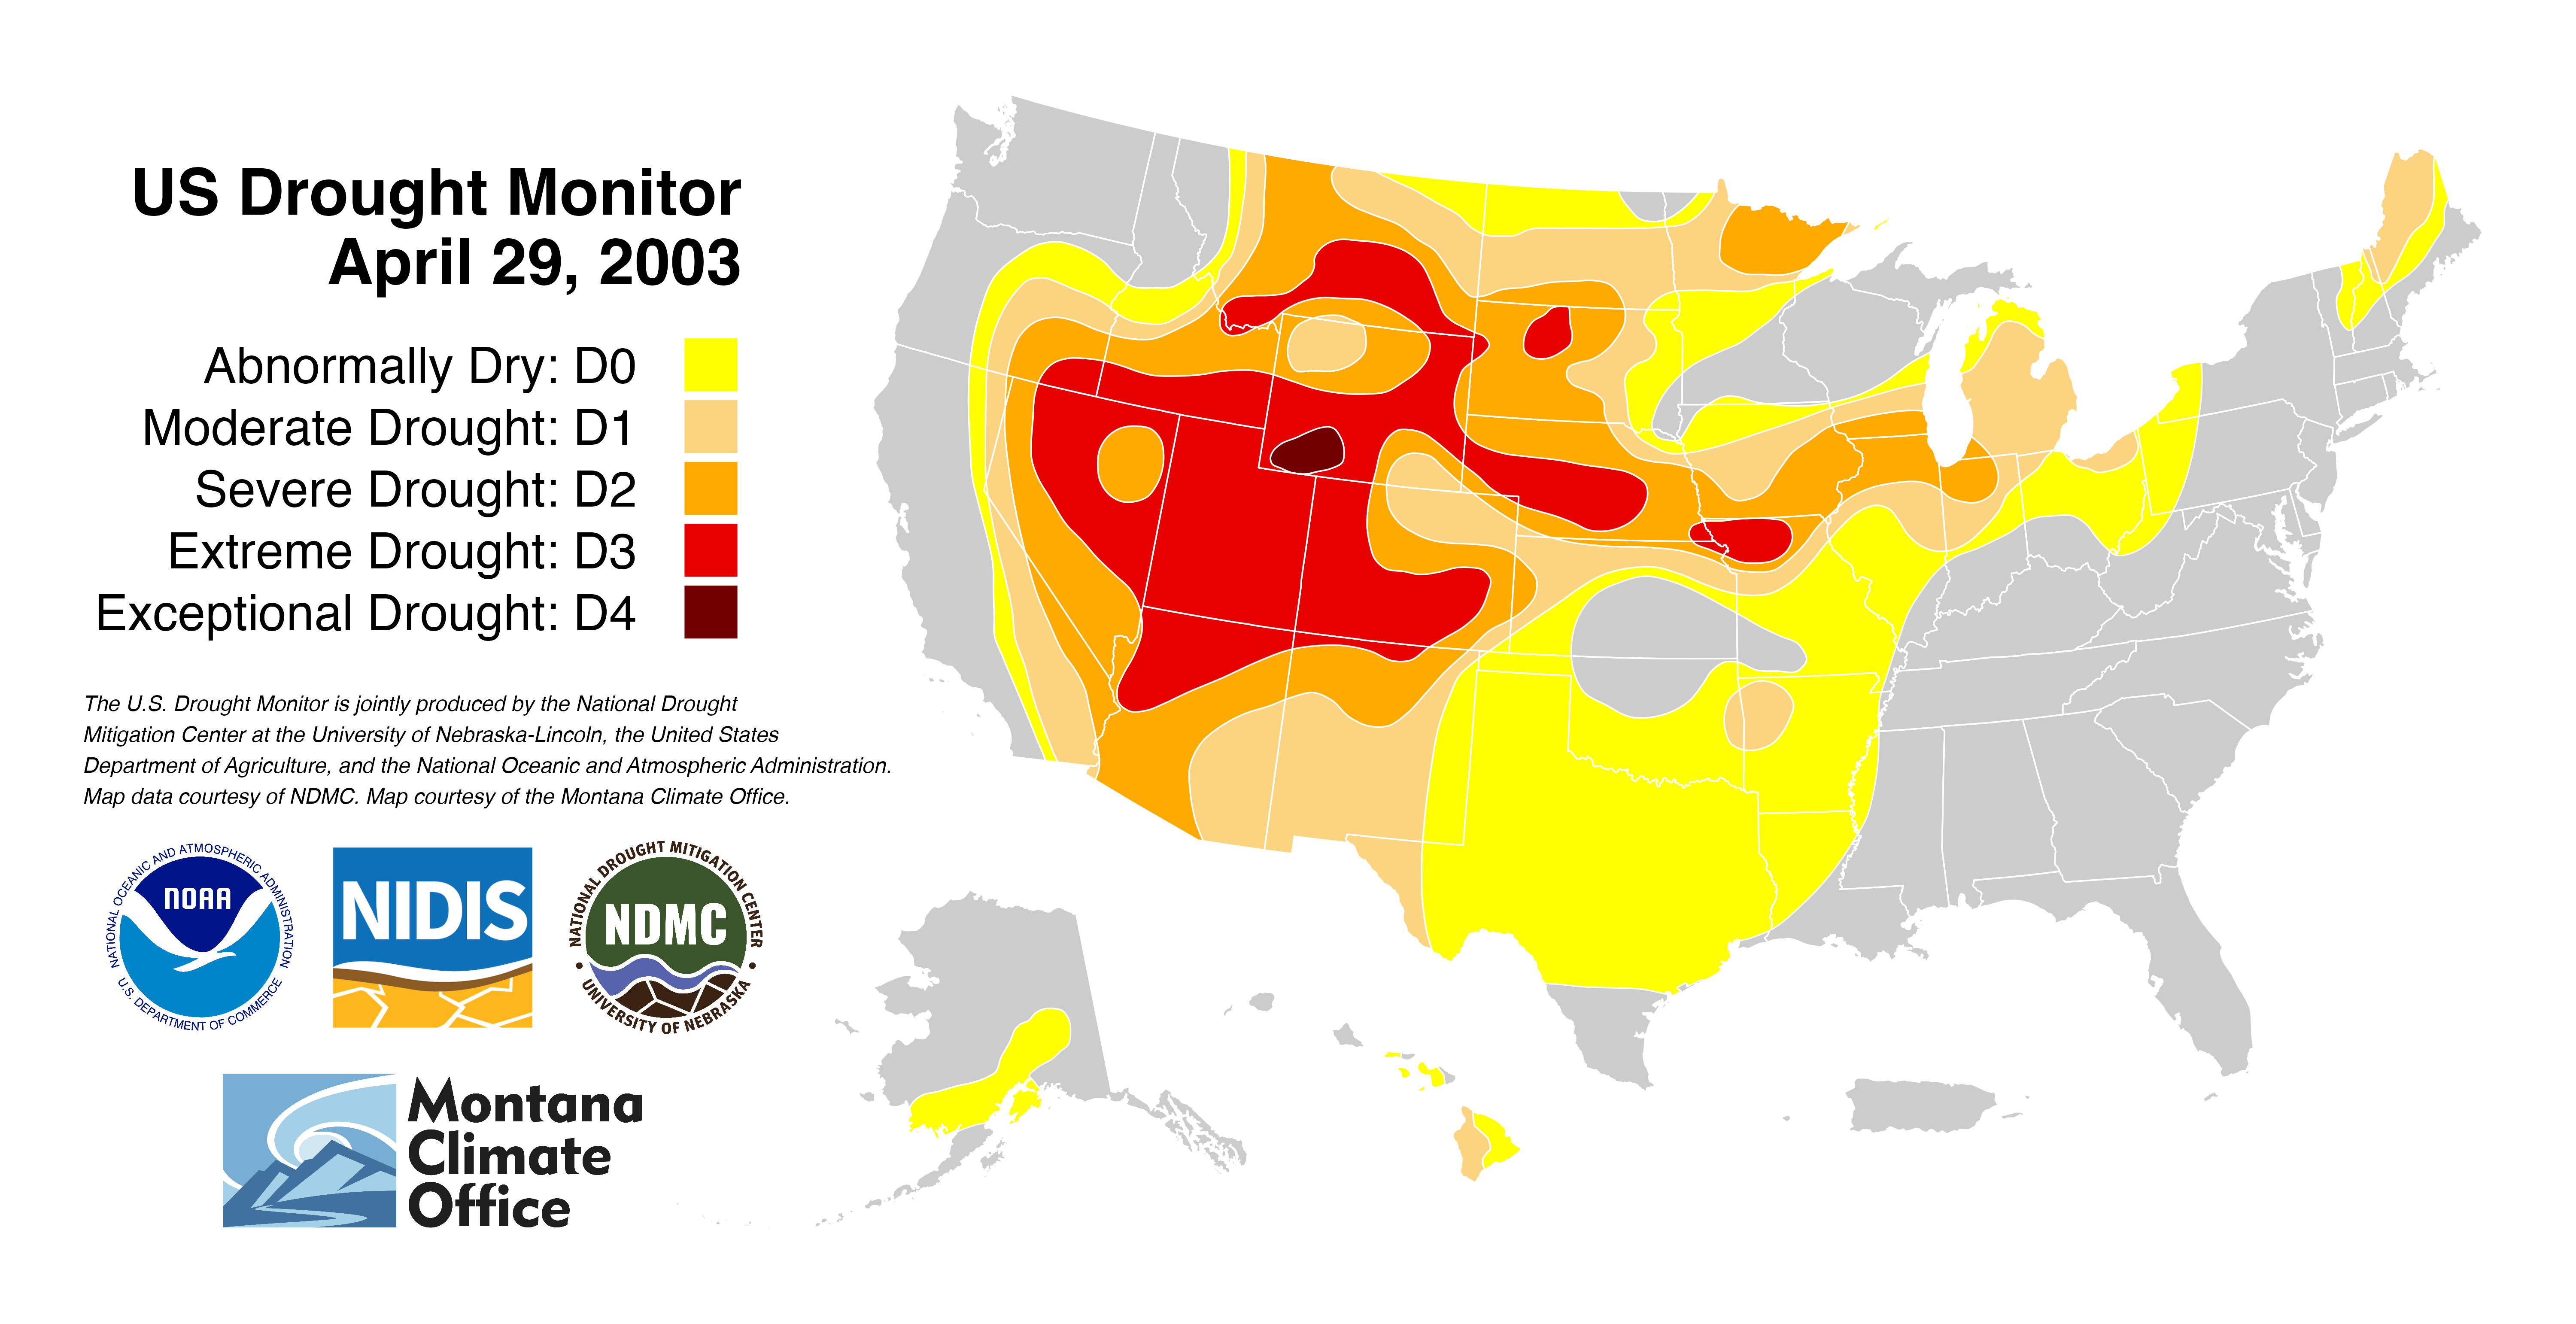 US Drought Monitor
April 29, 2003
Abnormally Dry: D0
Moderate Drought: D1
Severe Drought: D2
Extreme Drought: D3
Exceptional Drought: D4
The U.S. Drought Monitor is jointly produced by the National Drought
Mitigation Center at the University of Nebraska-Lincoln, the United States
Department of Agriculture, and the National Oceanic and Atmospheric Administration.
Map data courtesy of NDMC. Map courtesy of the Montana Climate Office.
NATIONAL OCEANIC AND ATMOSPHERIC ADMINISTRATION
NOAA
U.S. DEPARTMENT OF COMMERCE
NIDIS
NATIONAL DROUGHT MITIGATION CENTER
NDMC
• UNIVERSITY OF NEBRASKA •
Montana
Climate
Office